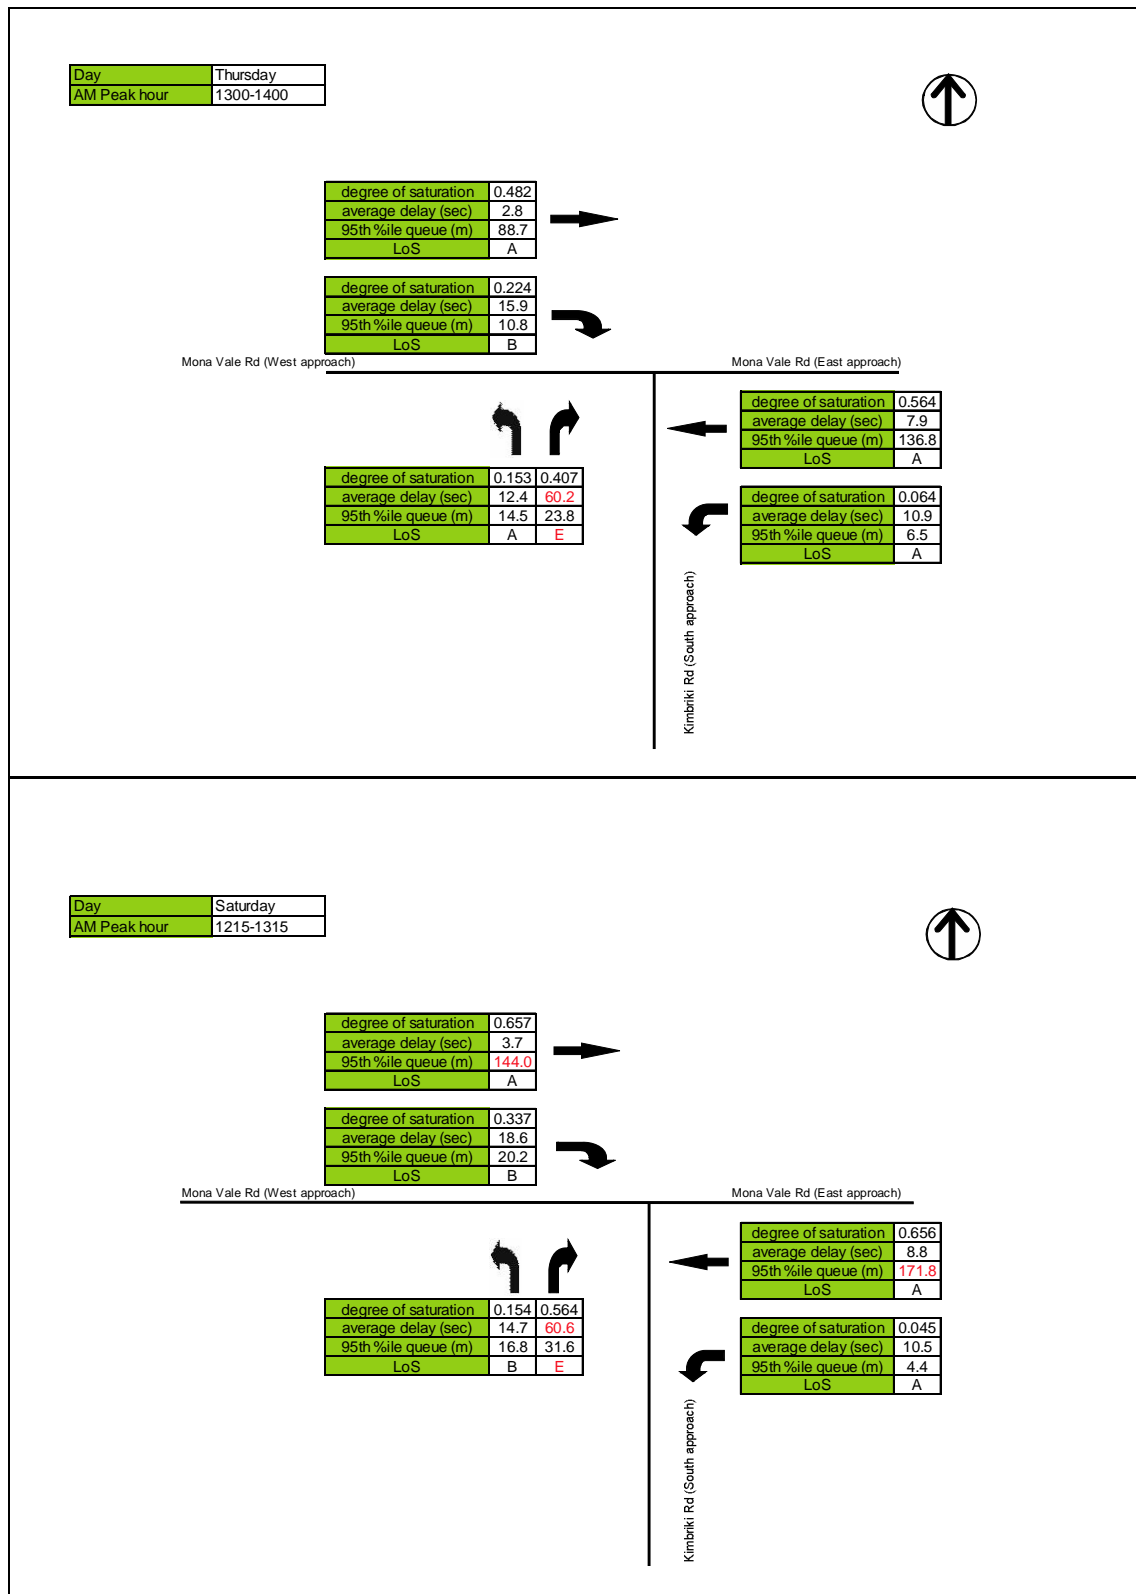 Day Thursday
AM Peak hour 1300-1400
degree of saturation 0.482
average delay (sec) 2.8
95th %ile queue (m) 88.7
LoS A
degree of saturation 0.224
average delay (sec) 15.9
95th %ile queue (m) 10.8
LoS B
Mona Vale Rd (West approach)
Mona Vale Rd (East approach)
degree of saturation 0.564
average delay (sec) 7.9
95th %ile queue (m) 136.8
LoS A
degree of saturation 0.153 0.407
average delay (sec) 12.4 60.2
95th %ile queue (m) 14.5 23.8
LoS A E
degree of saturation 0.064
average delay (sec) 10.9
95th %ile queue (m) 6.5
LoS A
Kimbriki Rd (South approach)
Day Saturday
AM Peak hour 1215-1315
degree of saturation 0.657
average delay (sec) 3.7
95th %ile queue (m) 144.0
LoS A
degree of saturation 0.337
average delay (sec) 18.6
95th %ile queue (m) 20.2
LoS B
Mona Vale Rd (West approach)
Mona Vale Rd (East approach)
degree of saturation 0.656
average delay (sec) 8.8
95th %ile queue (m) 171.8
LoS A
degree of saturation 0.154 0.564
average delay (sec) 14.7 60.6
95th %ile queue (m) 16.8 31.6
LoS B E
degree of saturation 0.045
average delay (sec) 10.5
95th %ile queue (m) 4.4
LoS A
Kimbriki Rd (South approach)